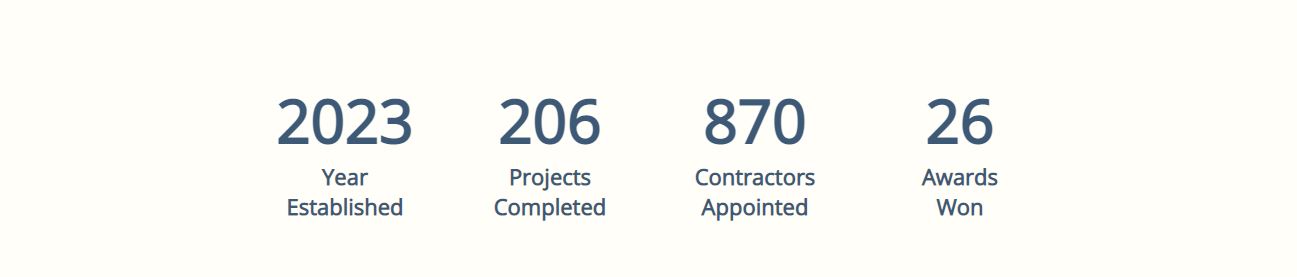 2023 206 870 26
Year Projects Contractors Awards
Established Completed Appointed Won